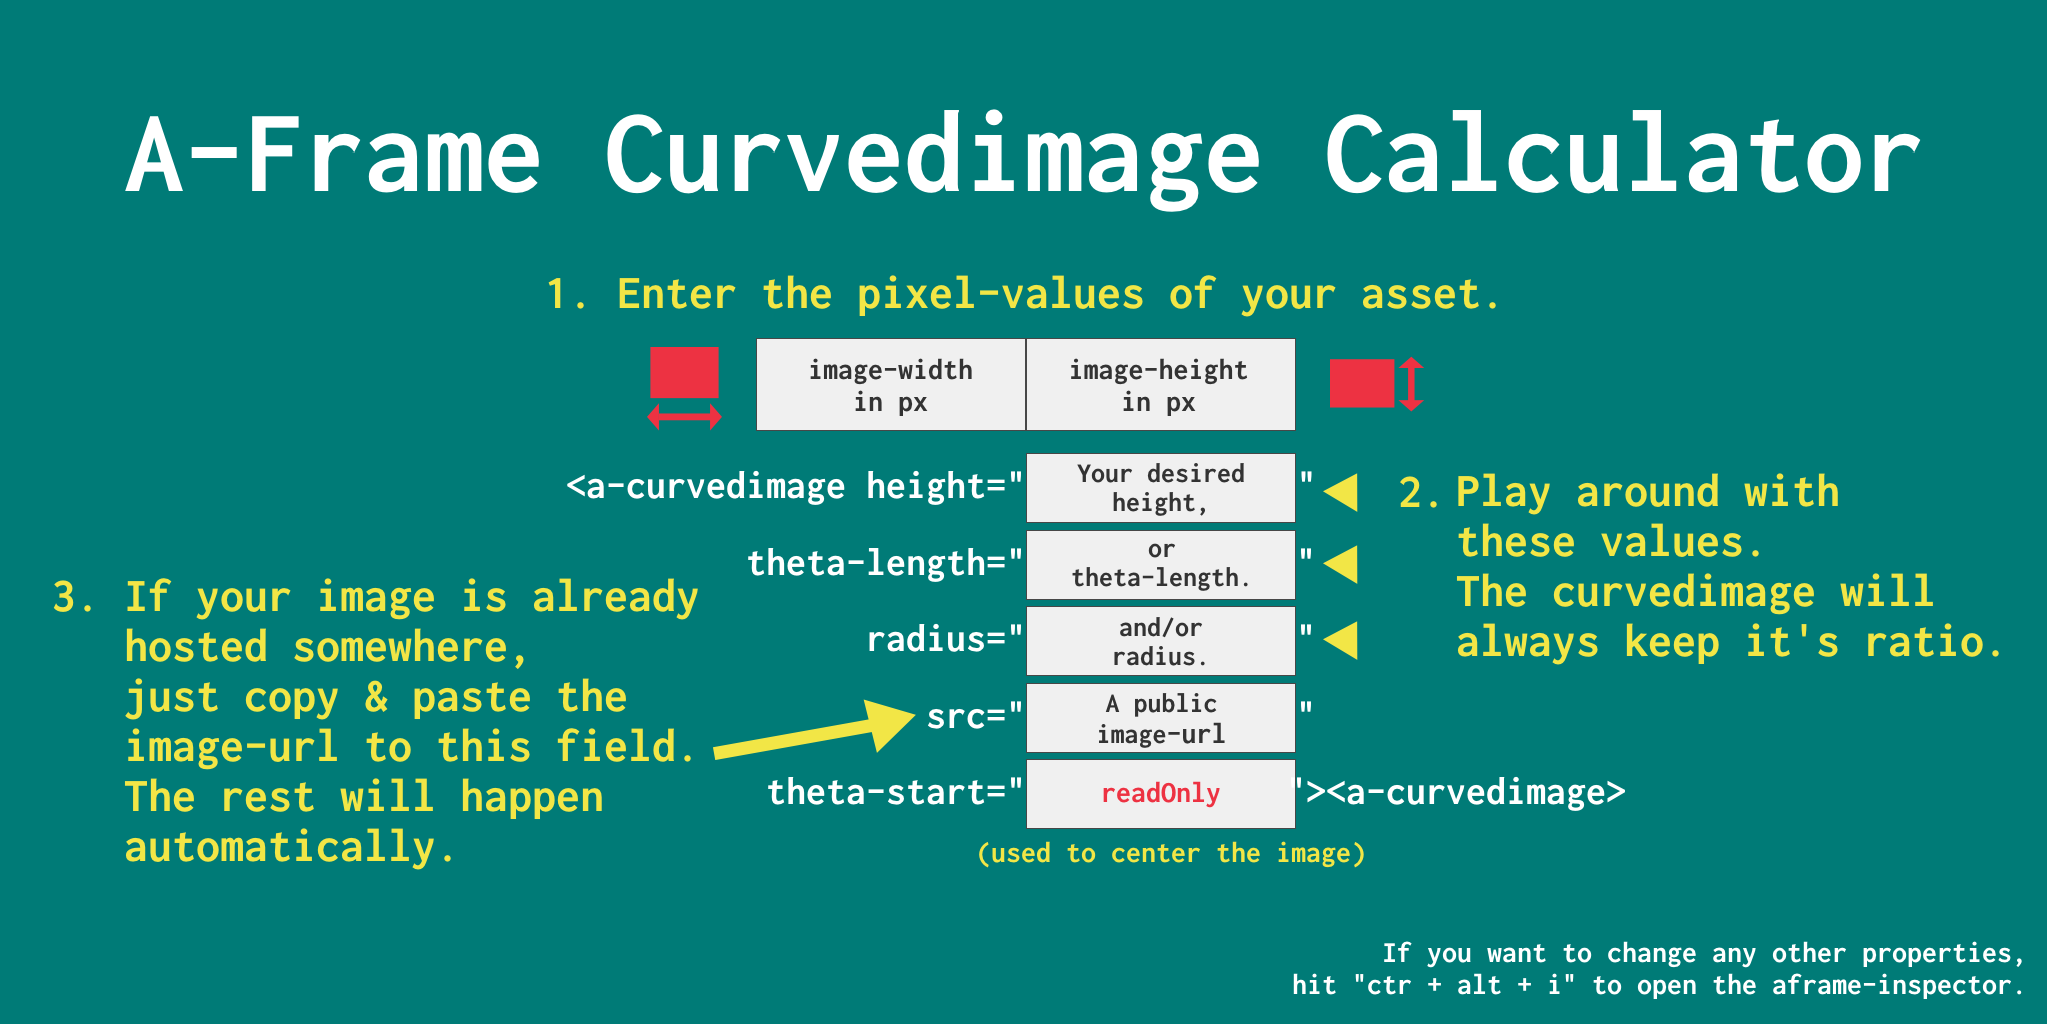 A-Frame Curvedimage Calculator
1. Enter the pixel-values of your asset.
image-width
in px
image-height
in px
<a-curvedimage height="
Your desired
height,
"
theta-length="
or
theta-length.
"
radius="
and/or
radius.
"
src="
A public
image-url
"
theta-start="
readOnly
"><a-curvedimage>
(used to center the image)
2. Play around with
these values.
The curvedimage will
always keep it's ratio.
3. If your image is already
hosted somewhere,
just copy & paste the
image-url to this field.
The rest will happen
automatically.
If you want to change any other properties,
hit "ctr + alt + i" to open the aframe-inspector.